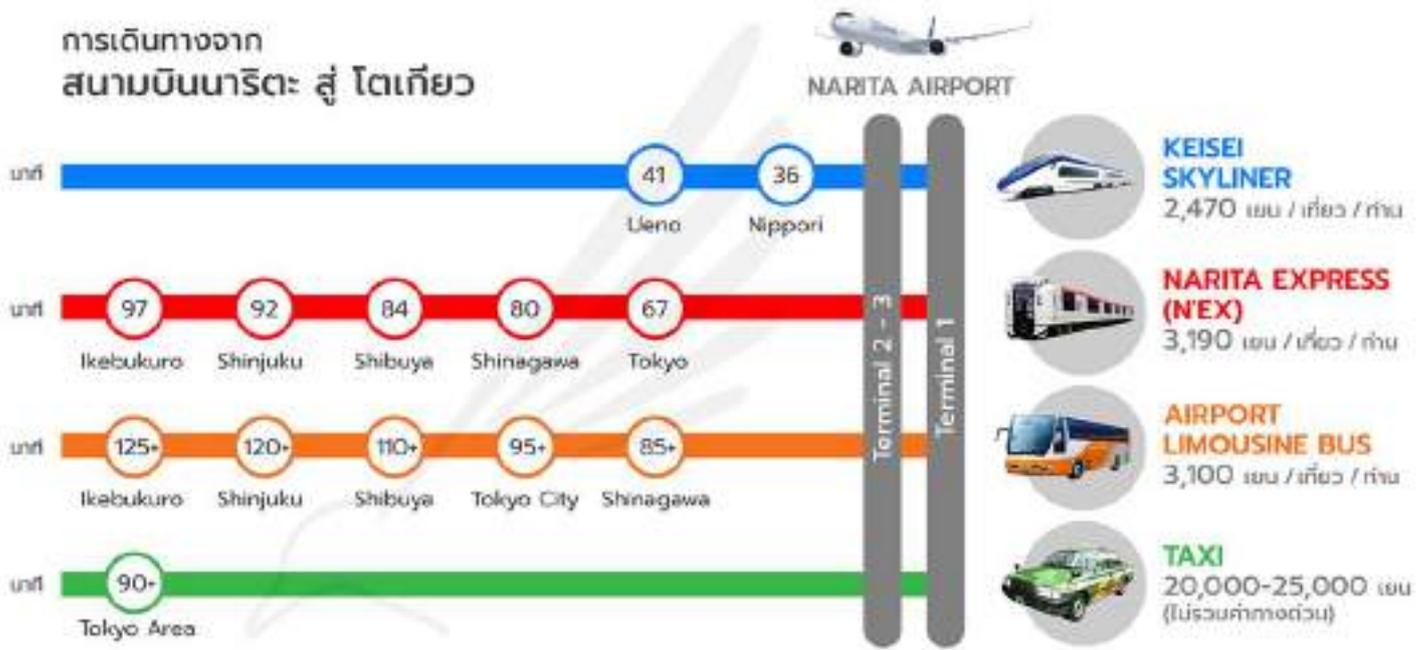 การเดินทางจาก
สนามบินนาริตะ สู่ โตเกียว
NARITA AIRPORT
Terminal 2 - 3
Terminal 1
นาที
41
36
Ueno
Nippori
KEISEI
SKYLINER
2,470 เยน / เที่ยว / ท่าน
นาที
97
92
84
80
67
Ikebukuro
Shinjuku
Shibuya
Shinagawa
Tokyo
NARITA EXPRESS
(N'EX)
3,190 เยน / เที่ยว / ท่าน
นาที
125+
120+
110+
95+
85+
Ikebukuro
Shinjuku
Shibuya
Tokyo City
Shinagawa
AIRPORT
LIMOUSINE BUS
3,100 เยน / เที่ยว / ท่าน
นาที
90+
Tokyo Area
TAXI
20,000-25,000 เยน
(ไม่รวมค่าทางด่วน)